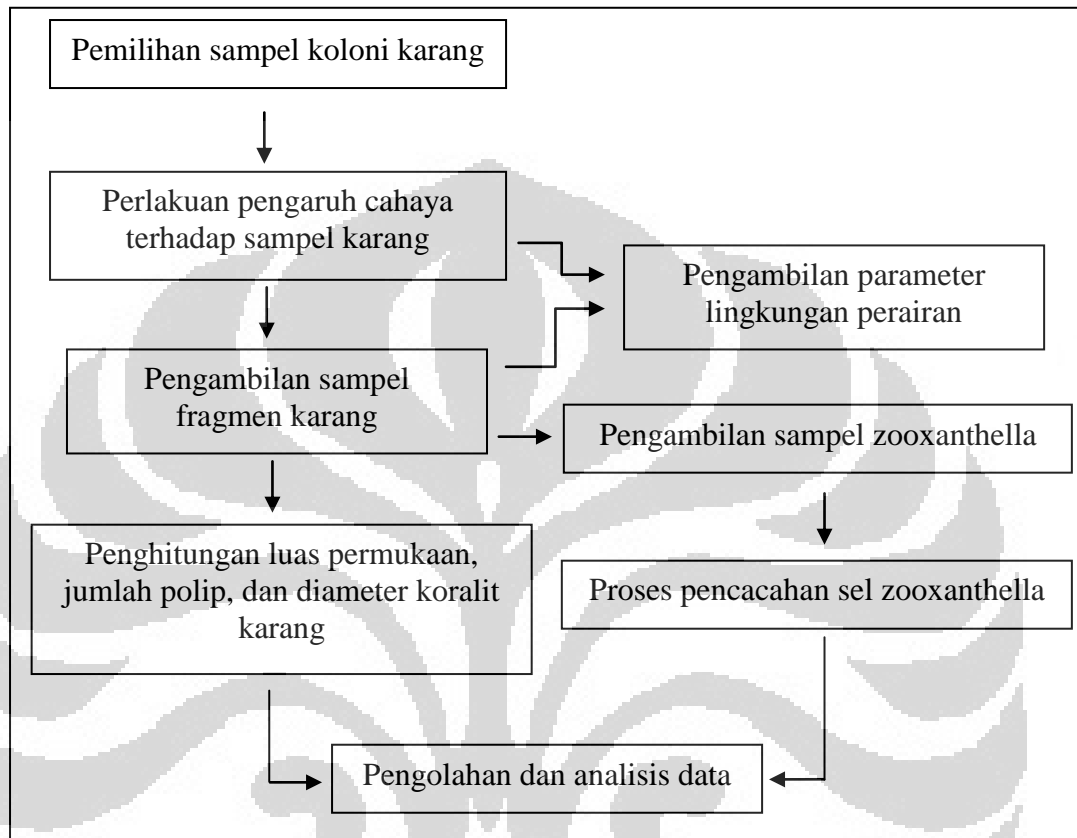 Pemilihan sampel koloni karang
Perlakuan pengaruh cahaya
terhadap sampel karang
Pengambilan parameter
lingkungan perairan
Pengambilan sampel
fragmen karang
Pengambilan sampel zooxanthella
Penghitungan luas permukaan,
jumlah polip, dan diameter koralit
karang
Proses pencacahan sel zooxanthella
Pengolahan dan analisis data